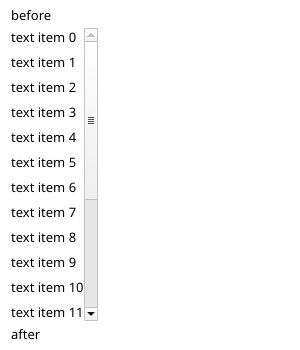 before
text item 0
text item 1
text item 2
text item 3
text item 4
text item 5
text item 6
text item 7
text item 8
text item 9
text item 10
text item 11
after